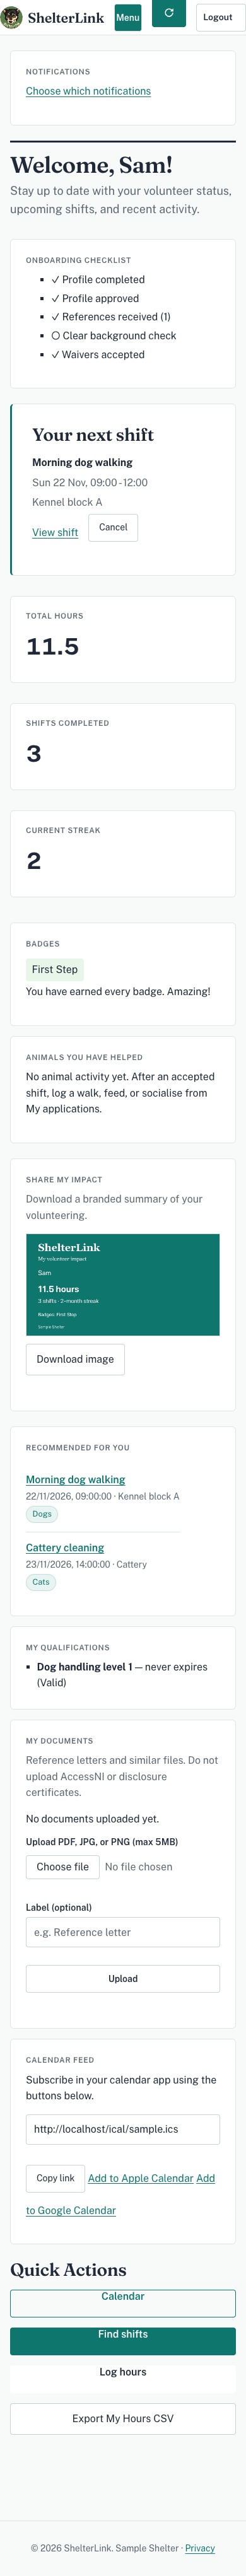 ShelterLink
Menu
Logout
NOTIFICATIONS
Choose which notifications
Welcome, Sam!
Stay up to date with your volunteer status,
upcoming shifts, and recent activity.
ONBOARDING CHECKLIST
✓ Profile completed
✓ Profile approved
✓ References received (1)
○ Clear background check
✓ Waivers accepted
Your next shift
Morning dog walking
Sun 22 Nov, 09:00 - 12:00
Kennel block A
View shift
Cancel
TOTAL HOURS
11.5
SHIFTS COMPLETED
3
CURRENT STREAK
2
BADGES
First Step
You have earned every badge. Amazing!
ANIMALS YOU HAVE HELPED
No animal activity yet. After an accepted
shift, log a walk, feed, or socialise from
My applications.
SHARE MY IMPACT
Download a branded summary of your
volunteering.
ShelterLink
My volunteer impact
Sam
11.5 hours
3 shifts · 2-month streak
Badges: First Step
Sample Shelter
Download image
RECOMMENDED FOR YOU
Morning dog walking
22/11/2026, 09:00:00 · Kennel block A
Dogs
Cattery cleaning
23/11/2026, 14:00:00 · Cattery
Cats
MY QUALIFICATIONS
Dog handling level 1 — never expires
(Valid)
MY DOCUMENTS
Reference letters and similar files. Do not
upload AccessNI or disclosure
certificates.
No documents uploaded yet.
Upload PDF, JPG, or PNG (max 5MB)
Choose file No file chosen
Label (optional)
e.g. Reference letter
Upload
CALENDAR FEED
Subscribe in your calendar app using the
buttons below.
http://localhost/ical/sample.ics
Copy link Add to Apple Calendar Add
to Google Calendar
Quick Actions
Calendar
Find shifts
Log hours
Export My Hours CSV
© 2026 ShelterLink. Sample Shelter · Privacy